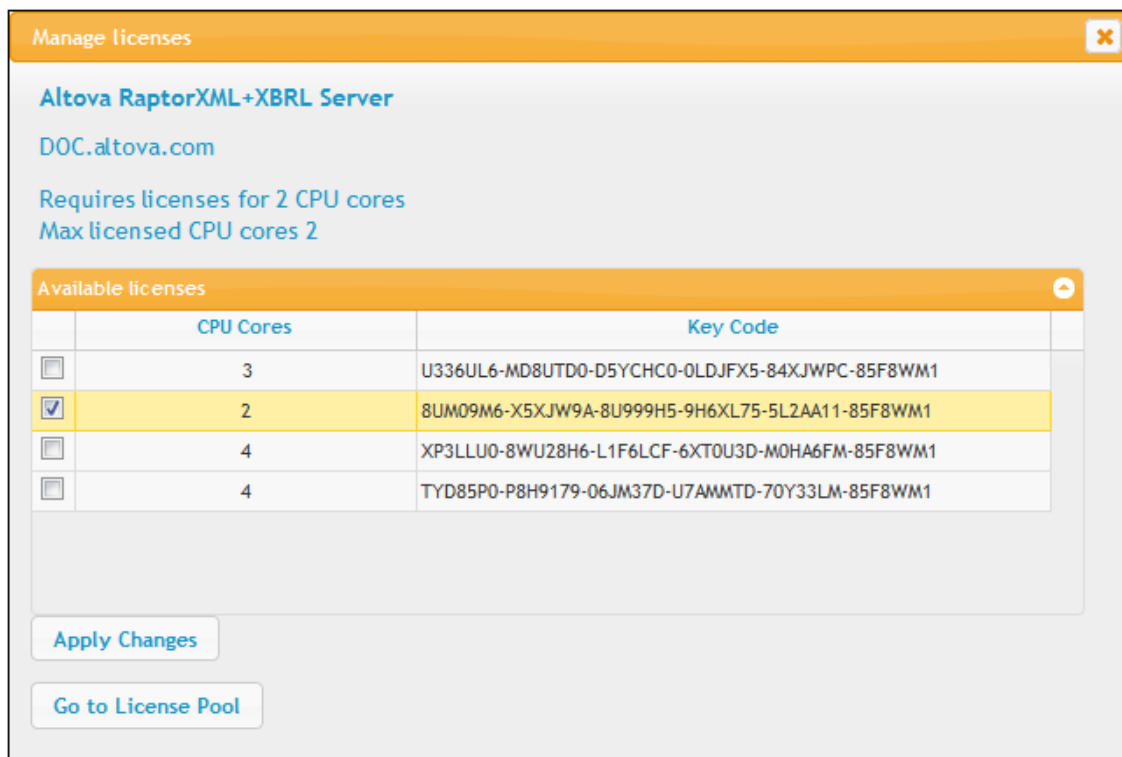 Manage licenses
Altova RaptorXML+XBRL Server
DOC.altova.com
Requires licenses for 2 CPU cores
Max licensed CPU cores 2
Available licenses
CPU Cores Key Code
3 U336UL6-MD8UTD0-D5YCHC0-0LDJFX5-84XJWPC-85F8WM1
2 8UM09M6-X5XJW9A-8U999H5-9H6XL75-5L2AA11-85F8WM1
4 XP3LLU0-8WU28H6-L1F6LCF-6XT0U3D-M0HA6FM-85F8WM1
4 TYD85P0-P8H9179-06JM37D-U7AMMTD-70Y33LM-85F8WM1
Apply Changes
Go to License Pool